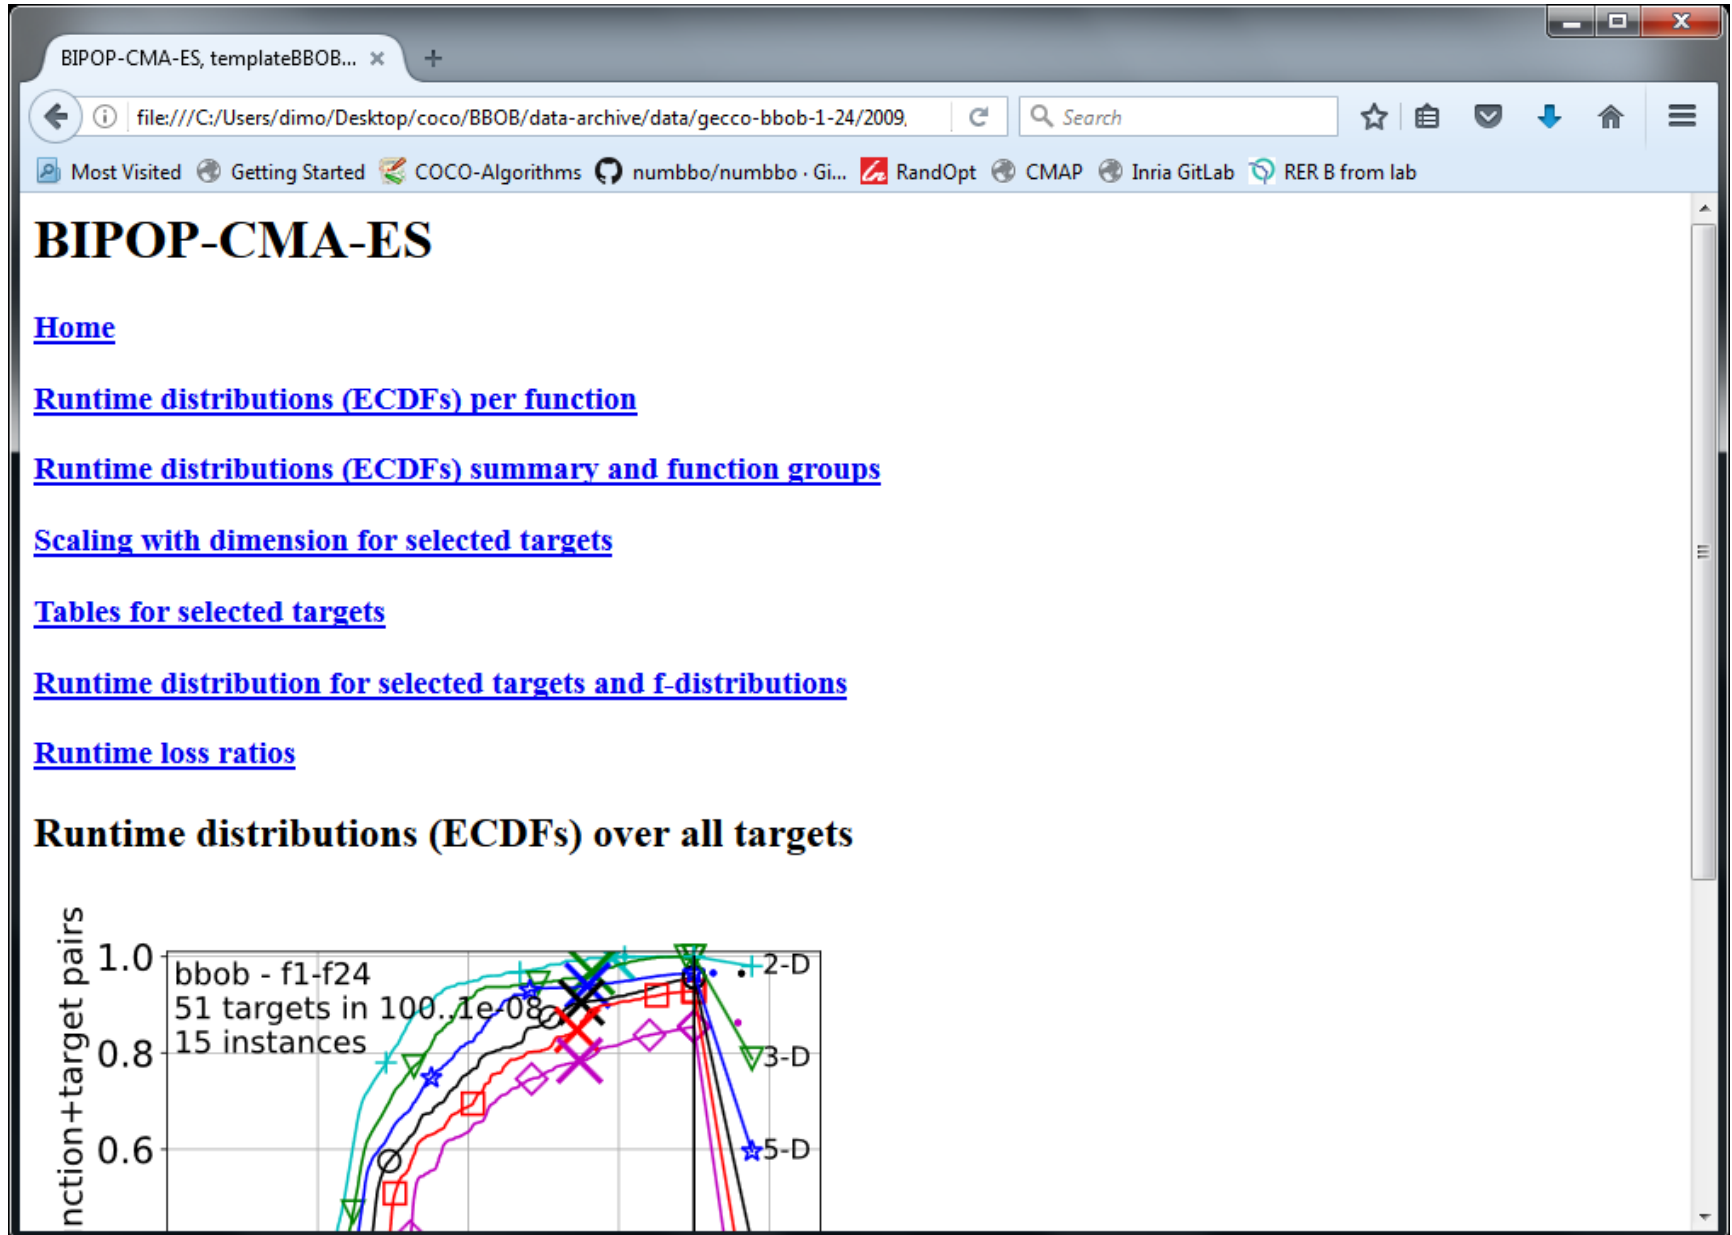 BIPOP-CMA-ES, templateBBOB...
file:///C:/Users/dimo/Desktop/coco/BBOB/data-archive/data/gecco-bbob-1-24/2009,
Search
Most Visited Getting Started COCO-Algorithms numbbo/numbbo · Gi... RandOpt CMAP Inria GitLab RER B from lab
BIPOP-CMA-ES
Home
Runtime distributions (ECDFs) per function
Runtime distributions (ECDFs) summary and function groups
Scaling with dimension for selected targets
Tables for selected targets
Runtime distribution for selected targets and f-distributions
Runtime loss ratios
Runtime distributions (ECDFs) over all targets
nction+target pairs
1.0
0.8
0.6
bbob - f1-f24
51 targets in 100..1e-08
15 instances
2-D
3-D
5-D